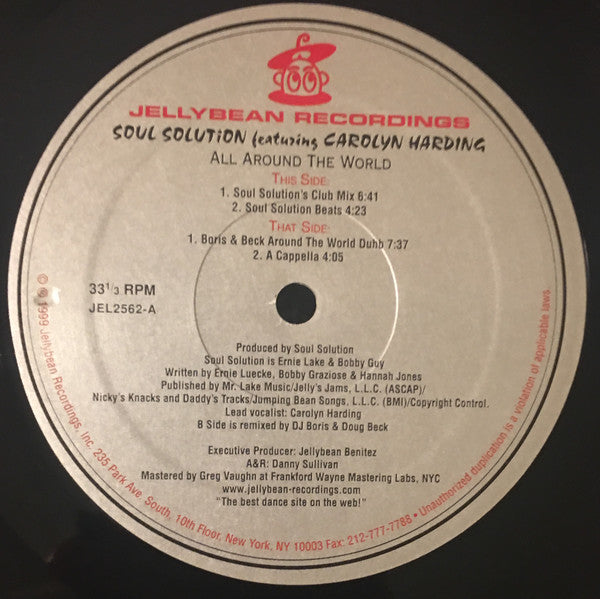 JELLYBEAN RECORDINGS
SOUL SOLUTION featuring CAROLYN HARDING
ALL AROUND THE WORLD
THIS SIDE:
1. Soul Solution's Club Mix 6:41
2. Soul Solution Beats 4:23
THAT SIDE:
1. Boris & Beck Around The World Duhb 7:37
2. A Cappella 4:05
33 1/3 RPM
JEL2562-A
Produced by Soul Solution
Soul Solution is Ernie Lake & Bobby Guy
Written by Ernie Luecke, Bobby Graziose & Hannah Jones
Published by Mr. Lake Music/Jelly's Jams, L.L.C. (ASCAP)/
Nicky's Knacks and Daddy's Tracks/Jumping Bean Songs, L.L.C. (BMI)/Copyright Control.
Lead vocalist: Carolyn Harding
B Side is remixed by DJ Boris & Doug Beck
Executive Producer: Jellybean Benitez
A&R: Danny Sullivan
Mastered by Greg Vaughn at Frankford Wayne Mastering Labs, NYC
www.jellybean-recordings.com
"The best dance site on the web!"
© ℗ 1999 Jellybean Recordings, Inc. 235 Park Ave. South, 10th Floor, New York, NY 10003 Fax: 212-777-7788 • Unauthorized duplication is a violation of applicable laws.